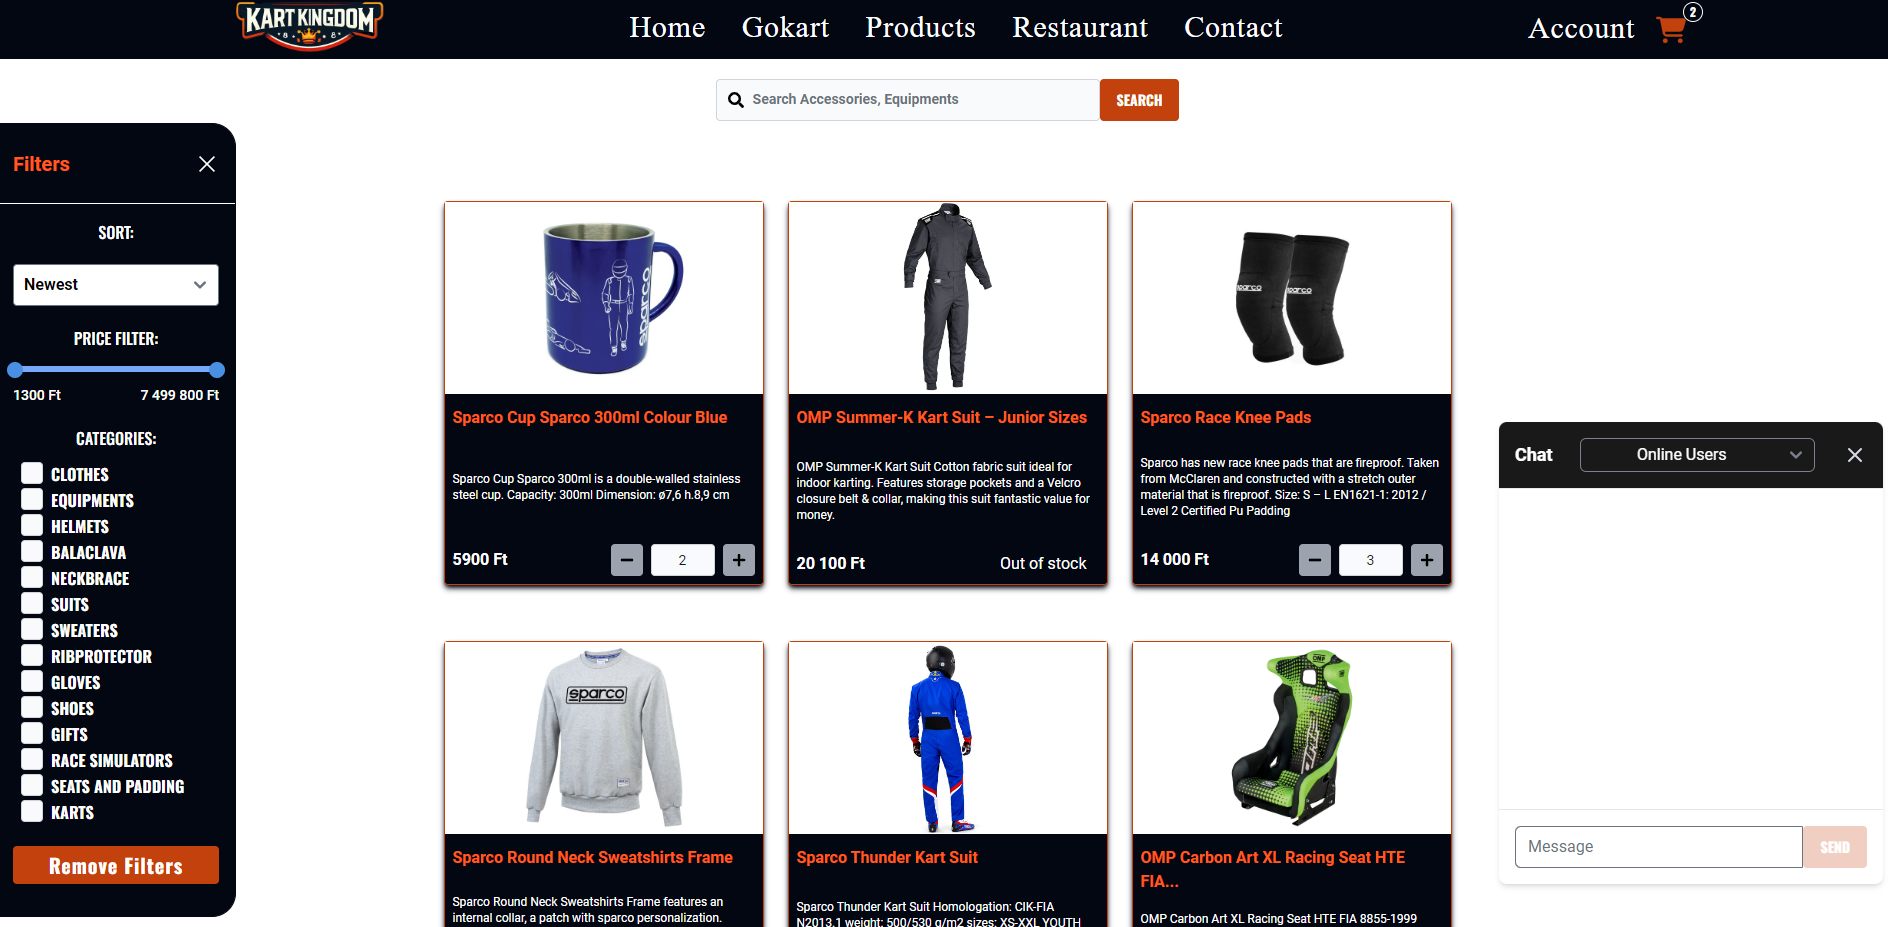 KART KINGDOM
8 8
Home
Gokart
Products
Restaurant
Contact
Account
2
Search Accessories, Equipments
SEARCH
Filters
SORT:
Newest
PRICE FILTER:
1300 Ft
7 499 800 Ft
CATEGORIES:
CLOTHES
EQUIPMENTS
HELMETS
BALACLAVA
NECKBRACE
SUITS
SWEATERS
RIBPROTECTOR
GLOVES
SHOES
GIFTS
RACE SIMULATORS
SEATS AND PADDING
KARTS
Remove Filters
sparco
Sparco Cup Sparco 300ml Colour Blue
Sparco Cup Sparco 300ml is a double-walled stainless
steel cup. Capacity: 300ml Dimension: ø7,6 h.8,9 cm
5900 Ft
2
OMP Summer-K Kart Suit – Junior Sizes
OMP Summer-K Kart Suit Cotton fabric suit ideal for
indoor karting. Features storage pockets and a Velcro
closure belt & collar, making this suit fantastic value for
money.
20 100 Ft
Out of stock
sparco
sparco
Sparco Race Knee Pads
Sparco has new race knee pads that are fireproof. Taken
from McClaren and constructed with a stretch outer
material that is fireproof. Size: S – L EN1621-1: 2012 /
Level 2 Certified Pu Padding
14 000 Ft
3
sparco
Sparco Round Neck Sweatshirts Frame
Sparco Round Neck Sweatshirts Frame features an
internal collar, a patch with sparco personalization.
Sparco Thunder Kart Suit
Sparco Thunder Kart Suit Homologation: CIK-FIA
N2013.1 weight: 500/530 g/m2 sizes: XS-XXL YOUTH
OMP
OMP Carbon Art XL Racing Seat HTE
FIA...
OMP Carbon Art XL Racing Seat HTE FIA 8855-1999
Chat
Online Users
Message
SEND